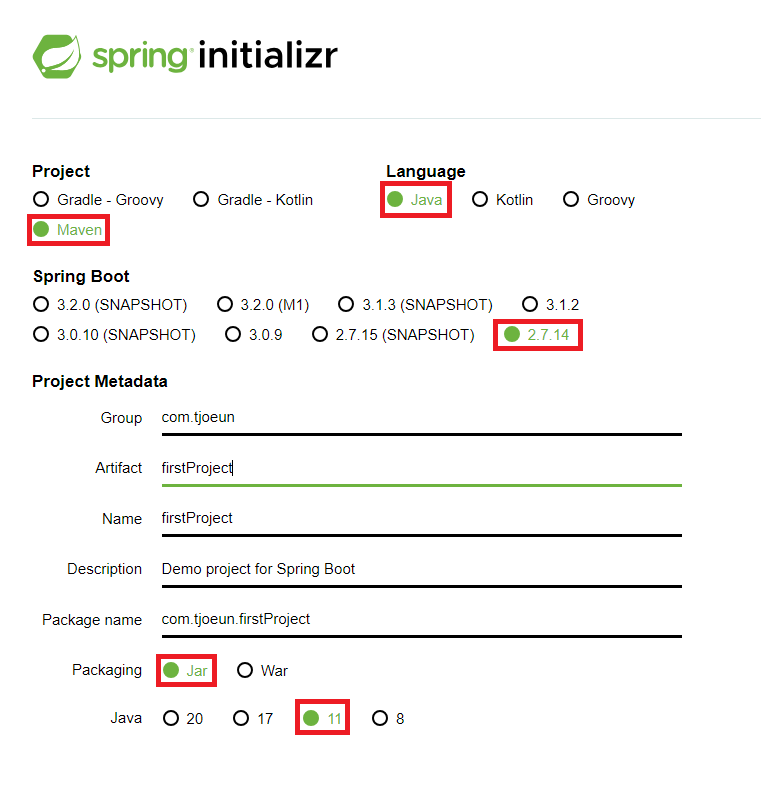 spring initializr
Project
Language
Gradle - Groovy Gradle - Kotlin
Java Kotlin Groovy
Maven
Spring Boot
3.2.0 (SNAPSHOT) 3.2.0 (M1) 3.1.3 (SNAPSHOT) 3.1.2
3.0.10 (SNAPSHOT) 3.0.9 2.7.15 (SNAPSHOT) 2.7.14
Project Metadata
Group com.tjoeun
Artifact firstProject
Name firstProject
Description Demo project for Spring Boot
Package name com.tjoeun.firstProject
Packaging Jar War
Java 20 17 11 8